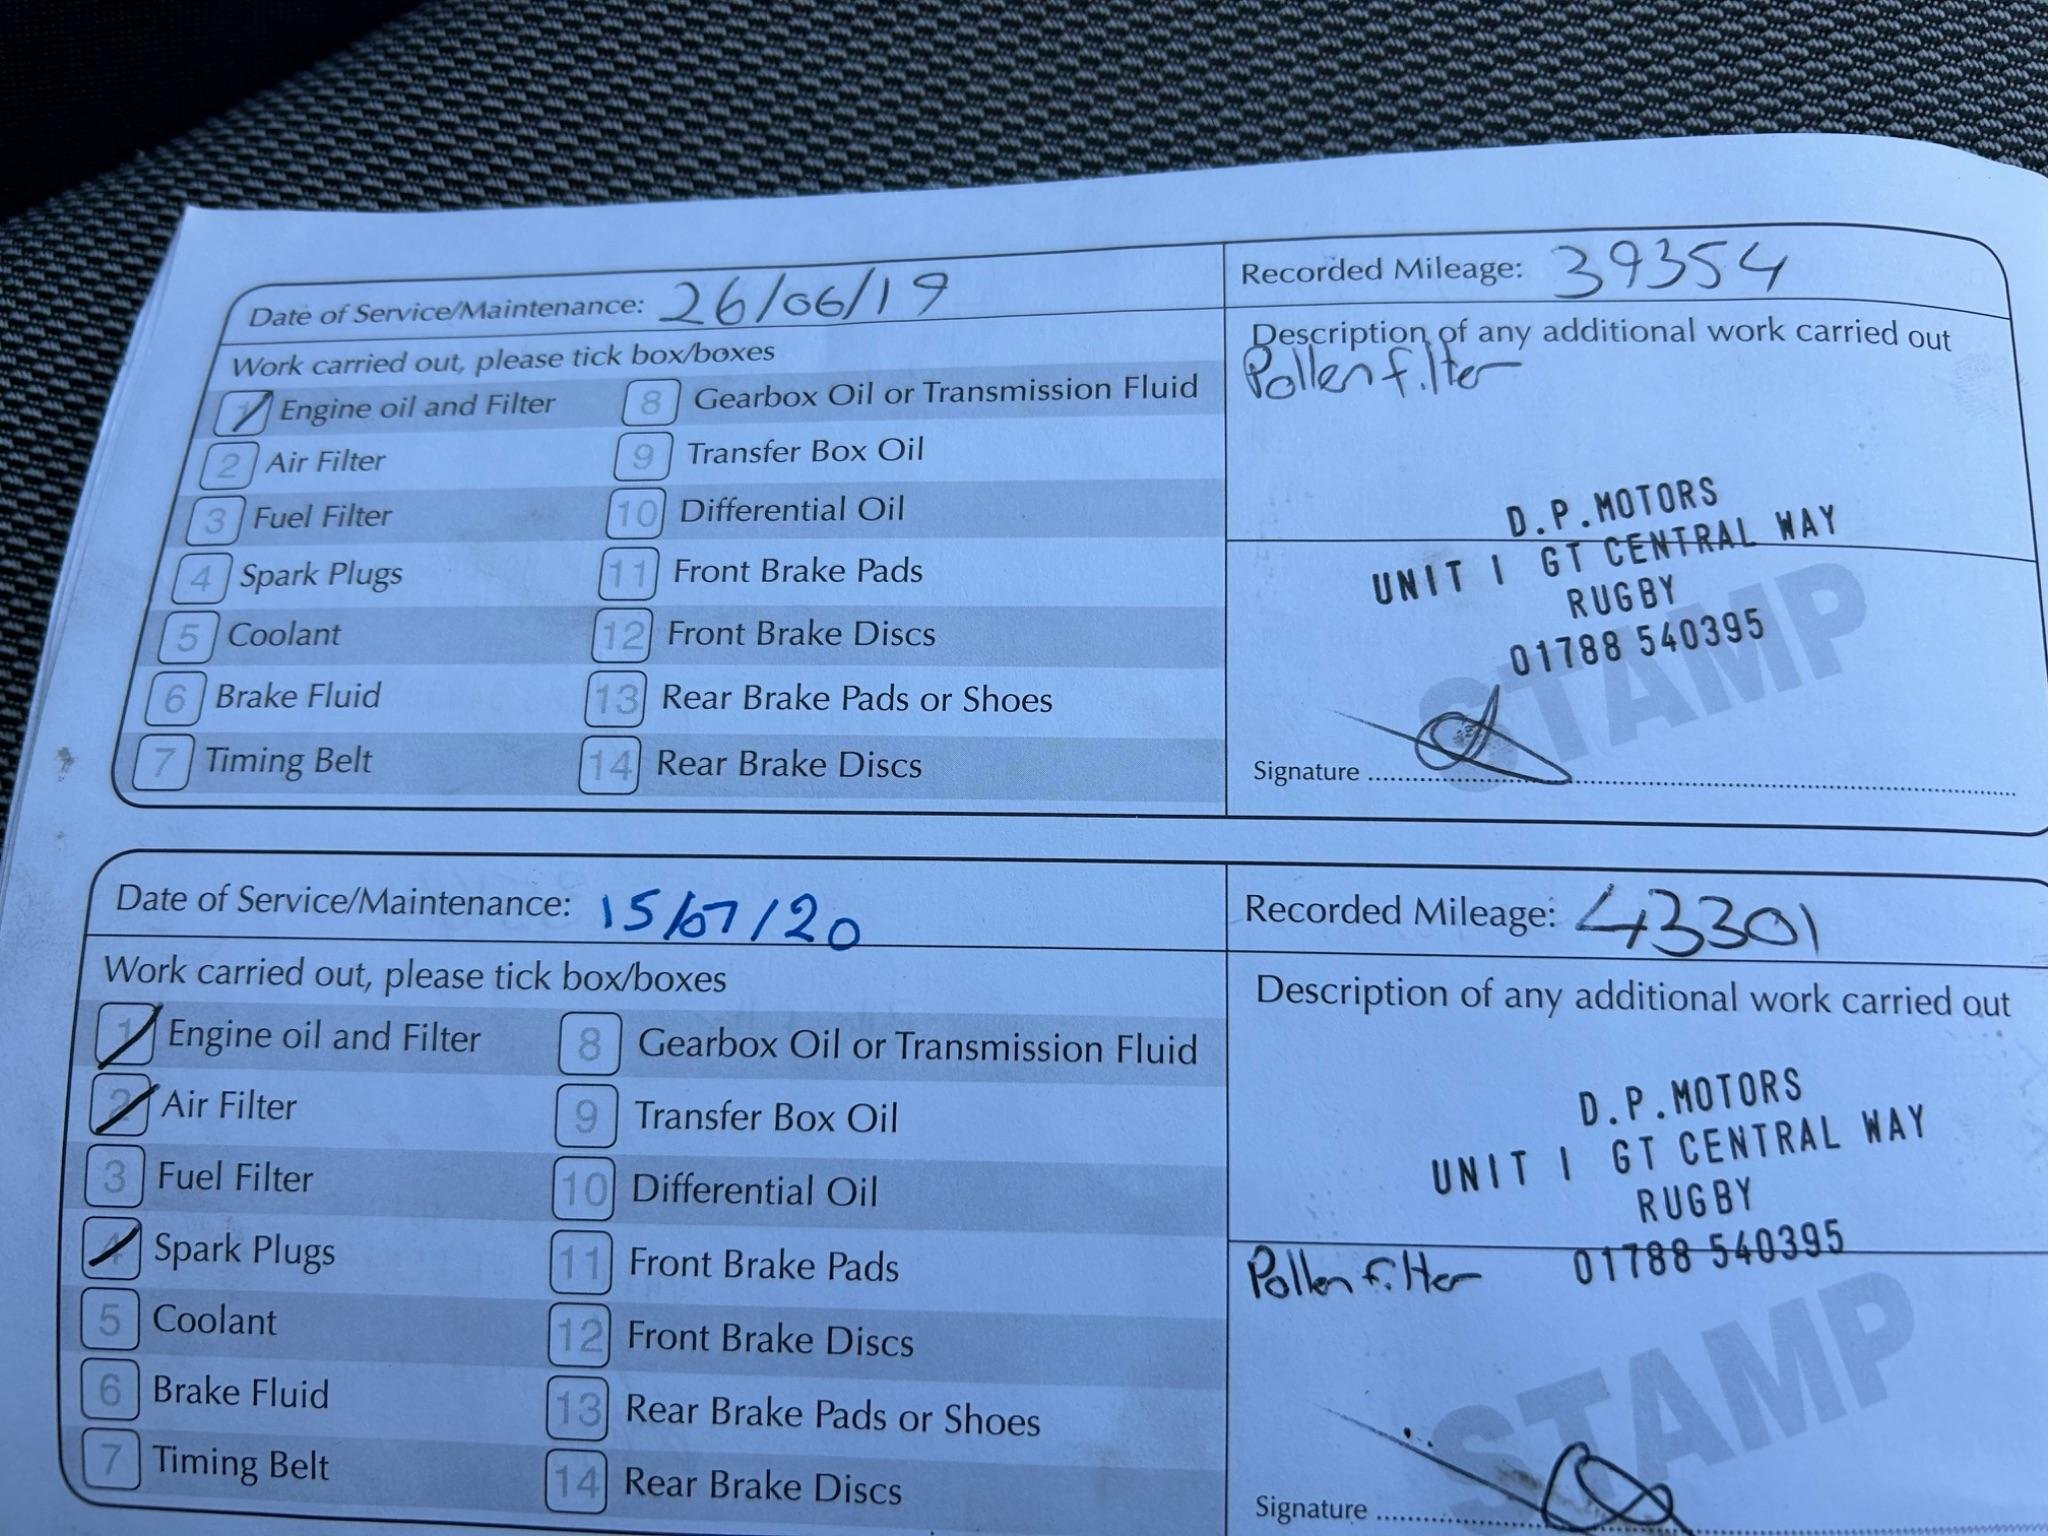 Date of Service/Maintenance: 26/06/19
Recorded Mileage: 39354
Work carried out, please tick box/boxes
1 Engine oil and Filter
8 Gearbox Oil or Transmission Fluid
2 Air Filter
9 Transfer Box Oil
3 Fuel Filter
10 Differential Oil
4 Spark Plugs
11 Front Brake Pads
5 Coolant
12 Front Brake Discs
6 Brake Fluid
13 Rear Brake Pads or Shoes
7 Timing Belt
14 Rear Brake Discs
Description of any additional work carried out
Pollen filter
D.P.MOTORS
UNIT 1 GT CENTRAL WAY
RUGBY
01788 540395
STAMP
Signature
Date of Service/Maintenance: 15/07/20
Recorded Mileage: 43301
Work carried out, please tick box/boxes
1 Engine oil and Filter
8 Gearbox Oil or Transmission Fluid
2 Air Filter
9 Transfer Box Oil
3 Fuel Filter
10 Differential Oil
4 Spark Plugs
11 Front Brake Pads
5 Coolant
12 Front Brake Discs
6 Brake Fluid
13 Rear Brake Pads or Shoes
7 Timing Belt
14 Rear Brake Discs
Description of any additional work carried out
D.P.MOTORS
UNIT 1 GT CENTRAL WAY
RUGBY
01788 540395
Pollen filter
STAMP
Signature